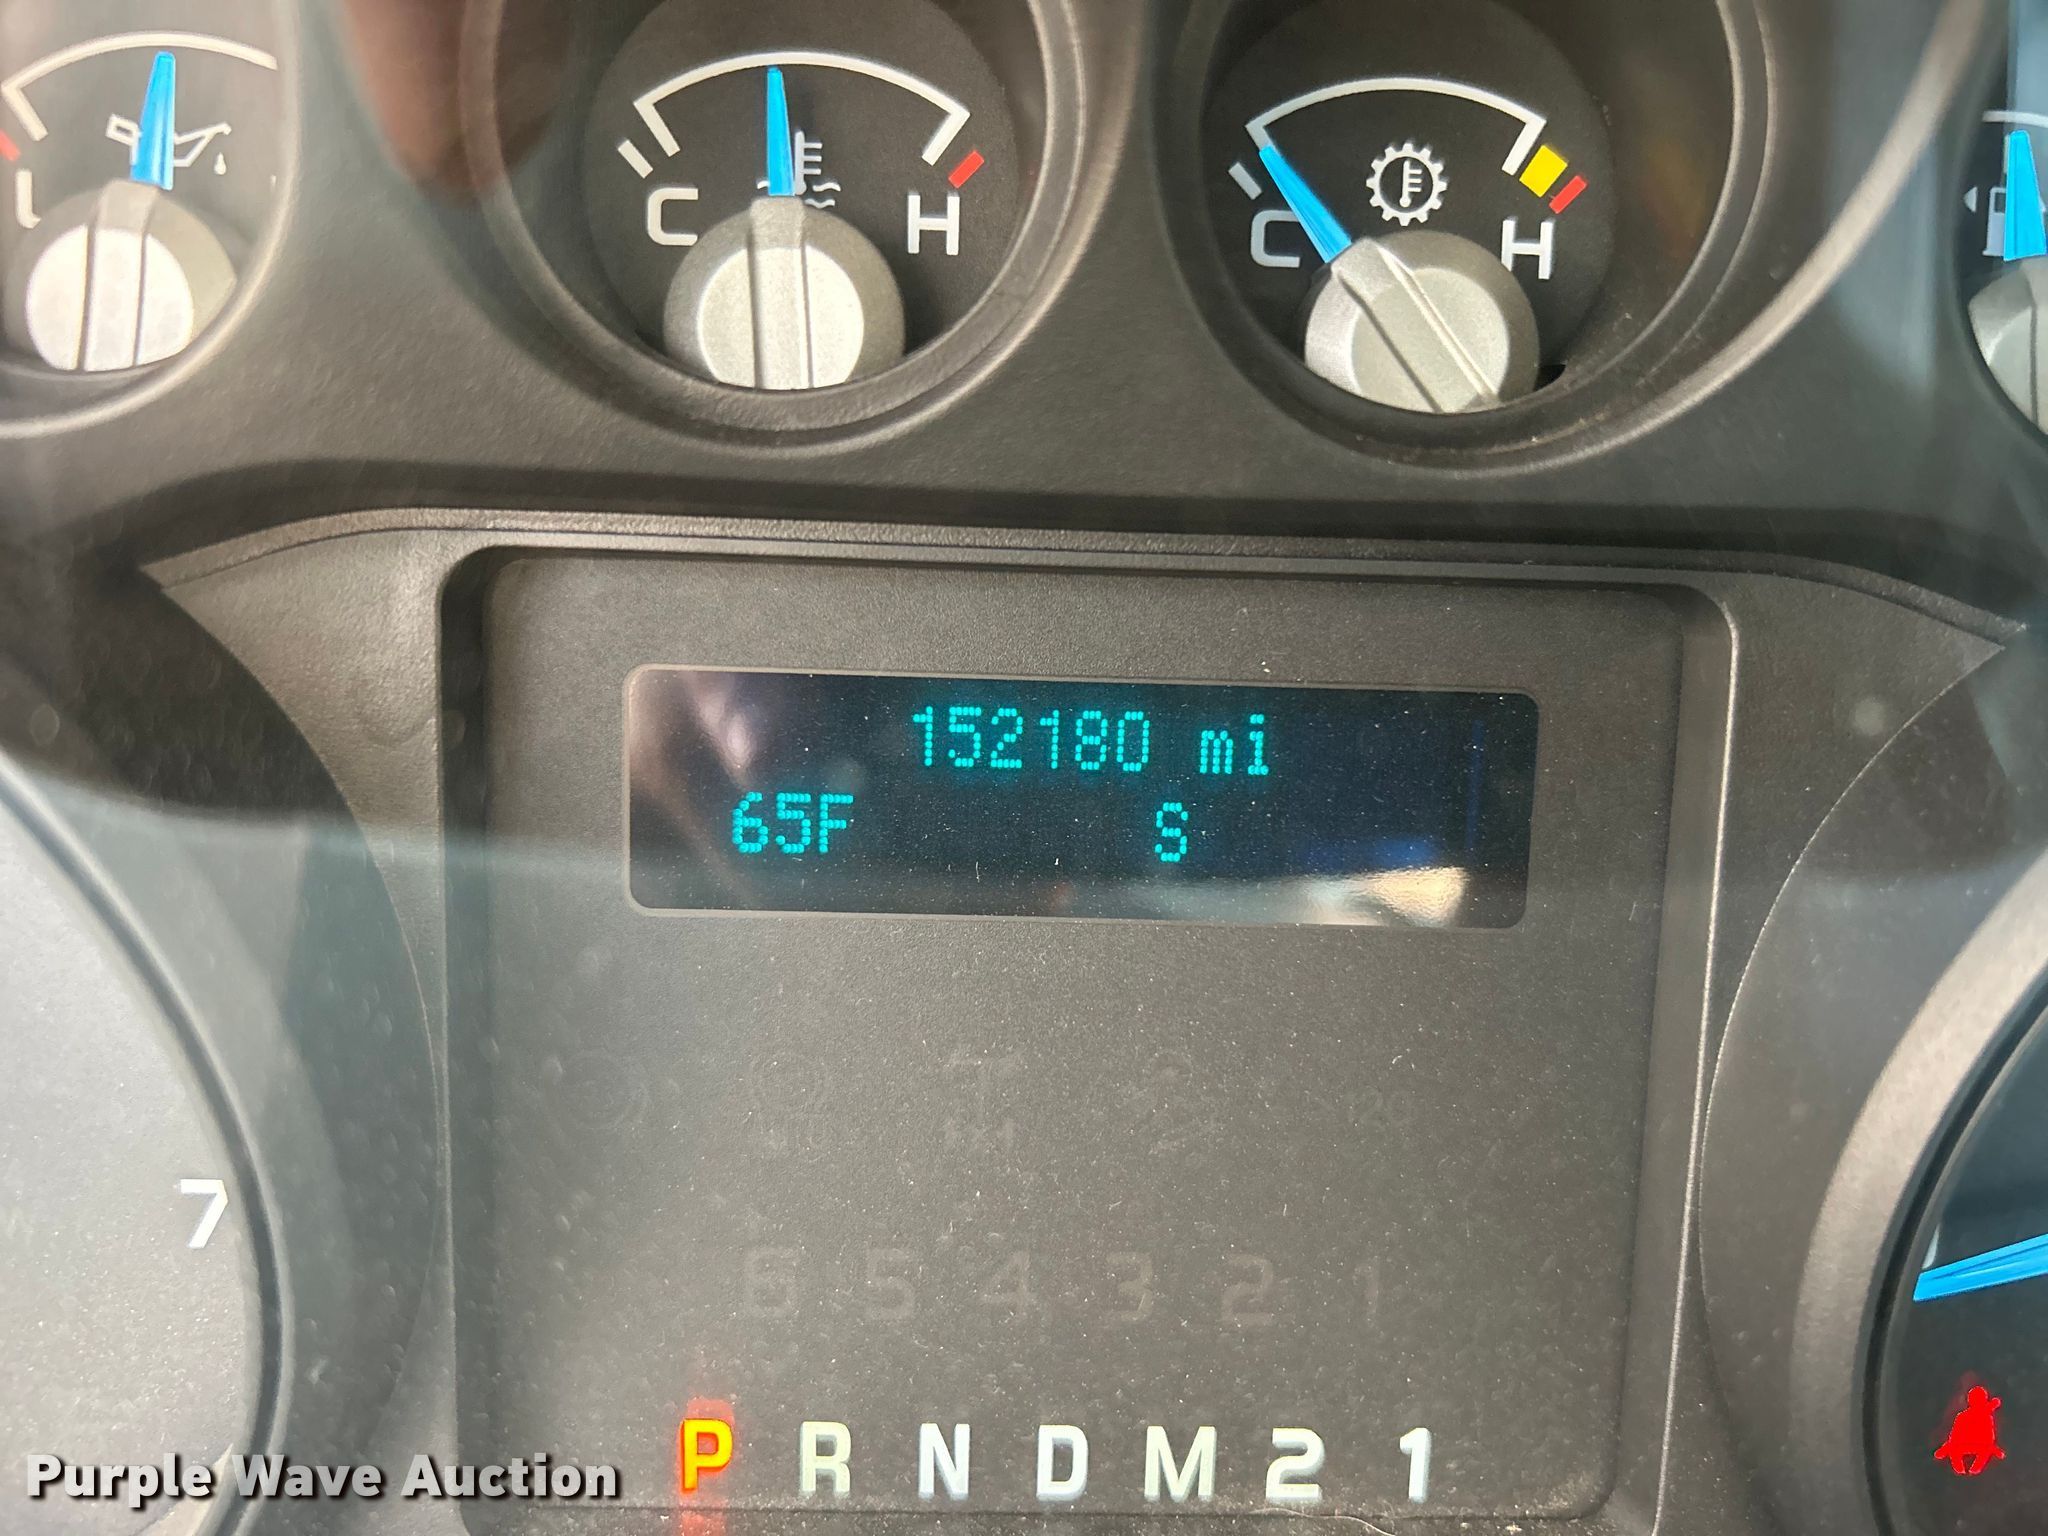 L
C H
C H
152180 mi
65F S
7
6 5 4 3 2 1
P R N D M 2 1
Purple Wave Auction